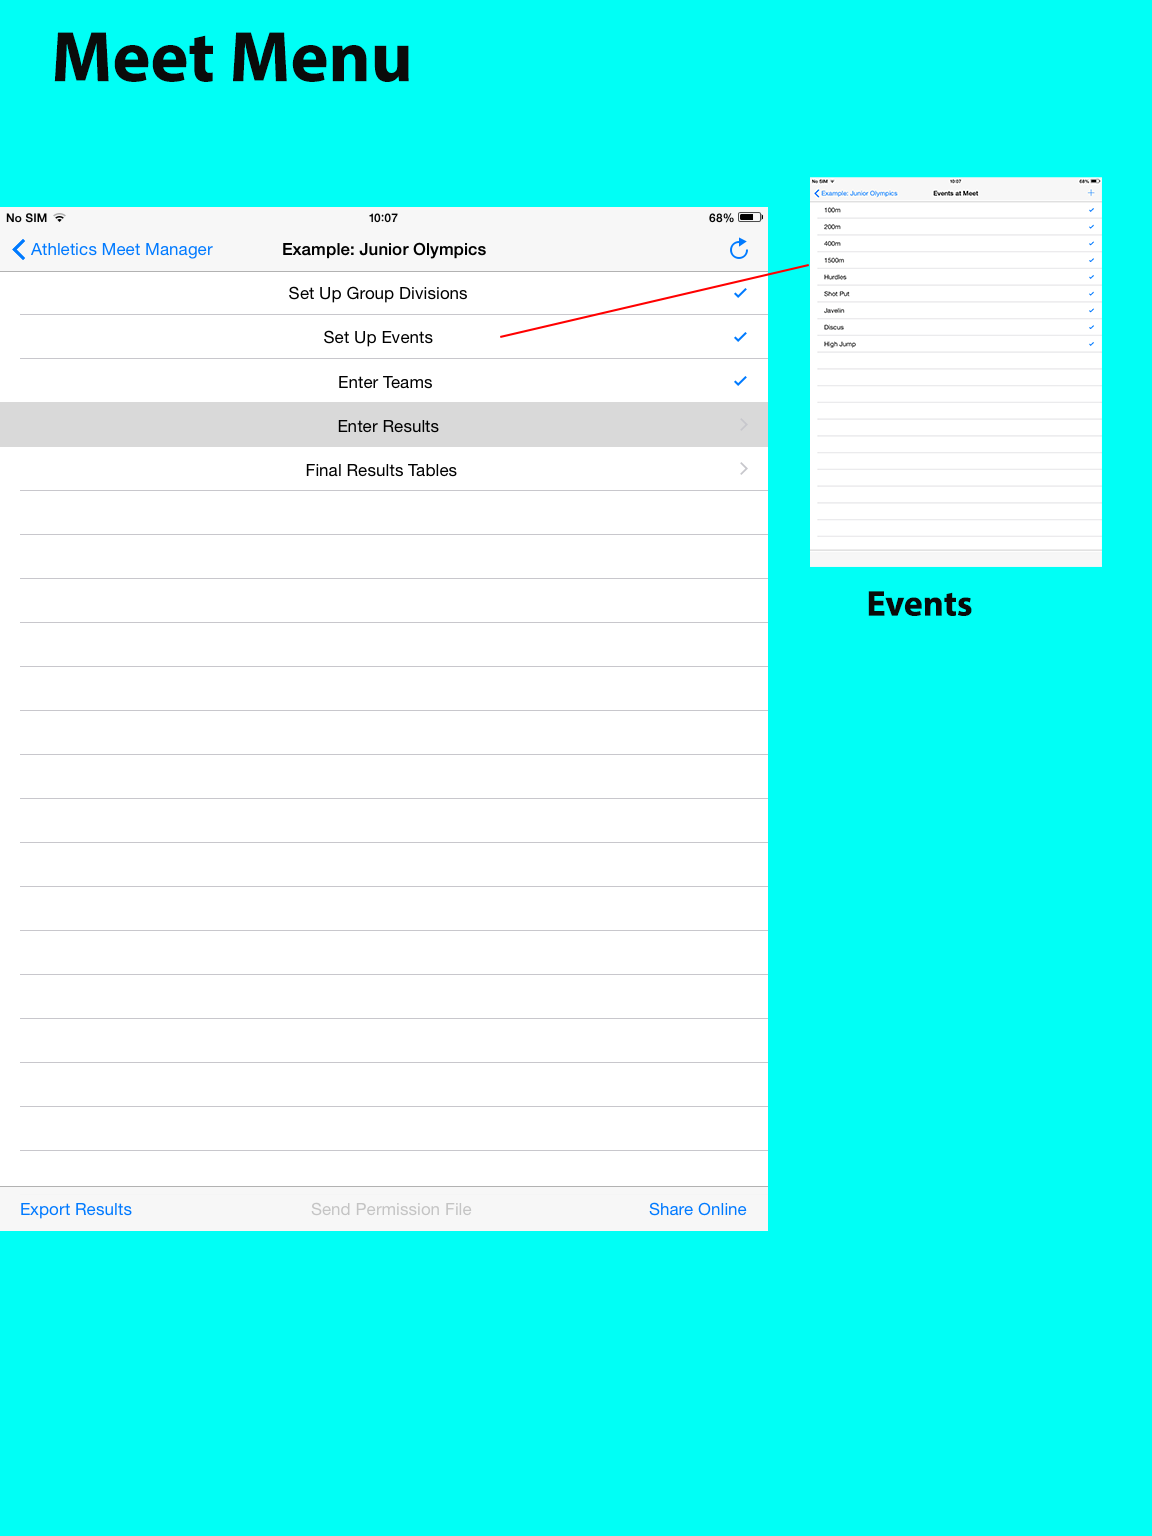 Meet Menu
No SIM 10:07 68%
Athletics Meet Manager Example: Junior Olympics
Set Up Group Divisions
Set Up Events
Enter Teams
Enter Results
Final Results Tables
Export Results Send Permission File Share Online
No SIM 10:07 68%
Example: Junior Olympics Events at Meet +
100m
200m
400m
1500m
Hurdles
Shot Put
Javelin
Discus
High Jump
Events